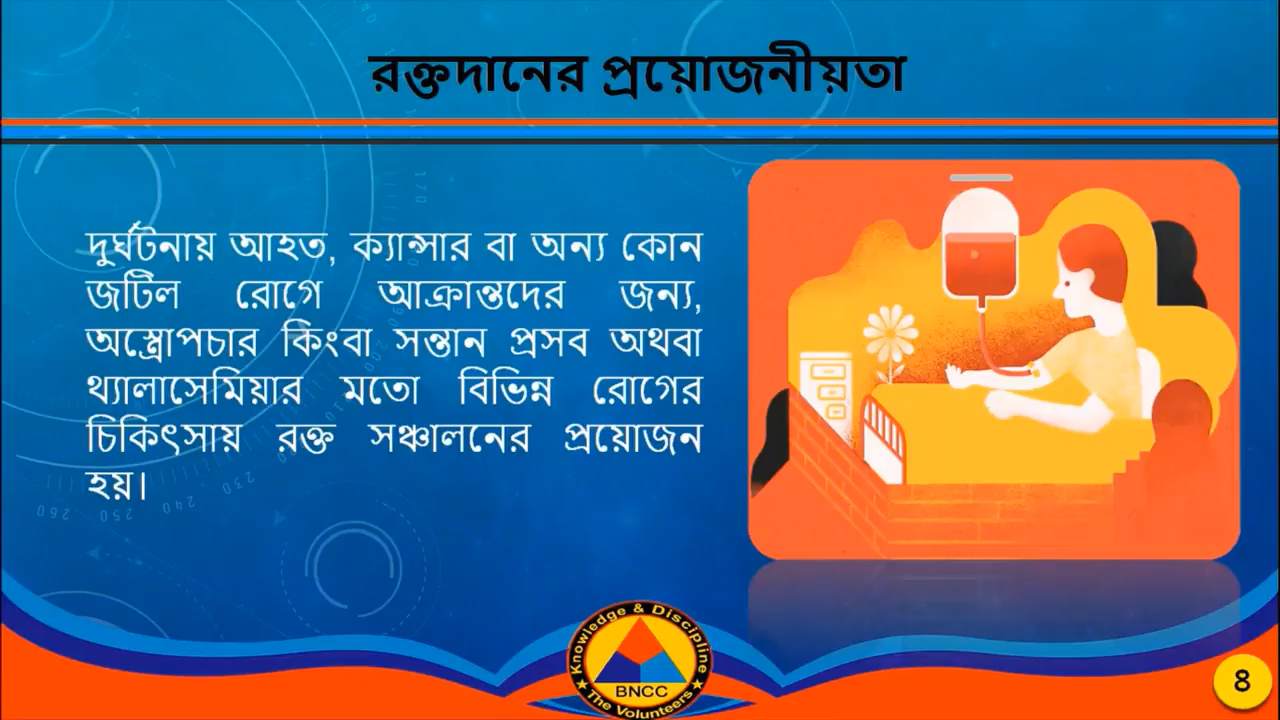 রক্তদানের প্রয়োজনীয়তা
দুর্ঘটনায় আহত, ক্যান্সার বা অন্য কোন
জটিল রোগে আক্রান্তদের জন্য,
অস্ত্রোপচার কিংবা সন্তান প্রসব অথবা
থ্যালাসেমিয়ার মতো বিভিন্ন রোগের
চিকিৎসায় রক্ত সঞ্চালনের প্রয়োজন
হয়।
Knowledge & Discipline
BNCC
The Volunteers
8